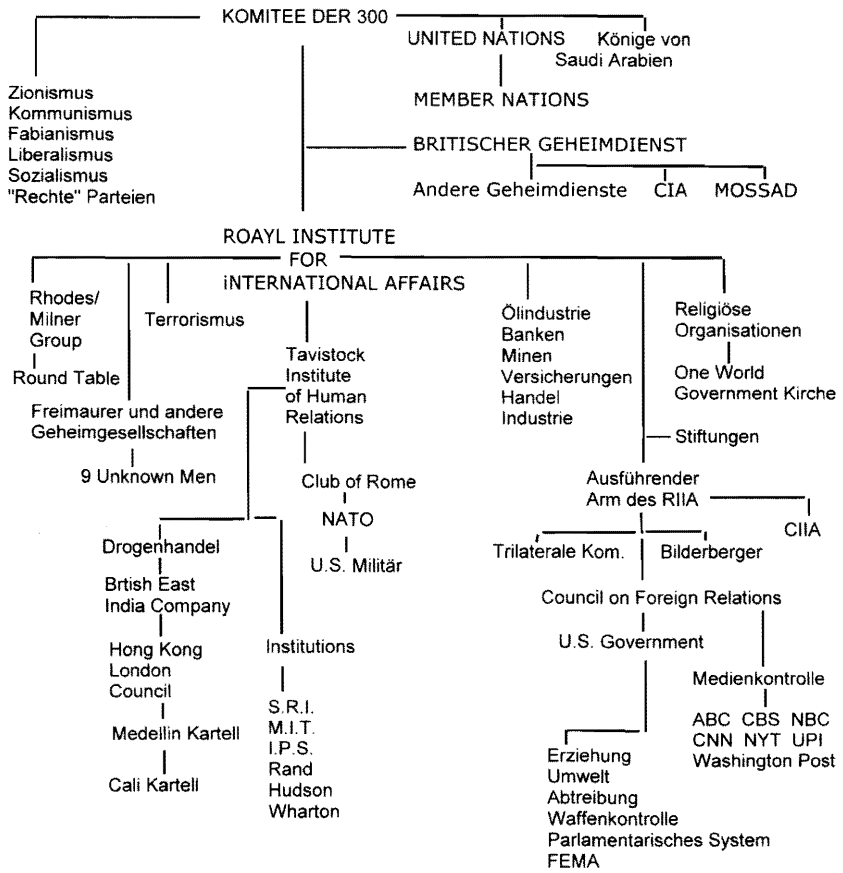 KOMITEE DER 300
UNITED NATIONS
Könige von
Saudi Arabien
MEMBER NATIONS
Zionismus
Kommunismus
Fabianismus
Liberalismus
Sozialismus
"Rechte" Parteien
BRITISCHER GEHEIMDIENST
Andere Geheimdienste
CIA
MOSSAD
ROAYL INSTITUTE
FOR
iNTERNATIONAL AFFAIRS
Rhodes/
Milner
Group
Round Table
Freimaurer und andere
Geheimgesellschaften
9 Unknown Men
Terrorismus
Tavistock
Institute
of Human
Relations
Club of Rome
NATO
U.S. Militär
Drogenhandel
Brtish East
India Company
Hong Kong
London
Council
Medellin Kartell
Cali Kartell
Institutions
S.R.I.
M.I.T.
I.P.S.
Rand
Hudson
Wharton
Ölindustrie
Banken
Minen
Versicherungen
Handel
Industrie
Religiöse
Organisationen
One World
Government Kirche
Stiftungen
Ausführender
Arm des RIIA
CIIA
Trilaterale Kom.
Bilderberger
Council on Foreign Relations
U.S. Government
Erziehung
Umwelt
Abtreibung
Waffenkontrolle
Parlamentarisches System
FEMA
Medienkontrolle
ABC CBS NBC
CNN NYT UPI
Washington Post